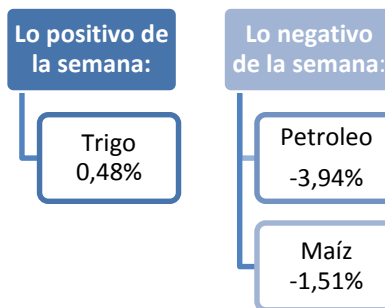 Lo positivo de
la semana:
Trigo
0,48%
Lo negativo
de la semana:
Petroleo
-3,94%
Maíz
-1,51%